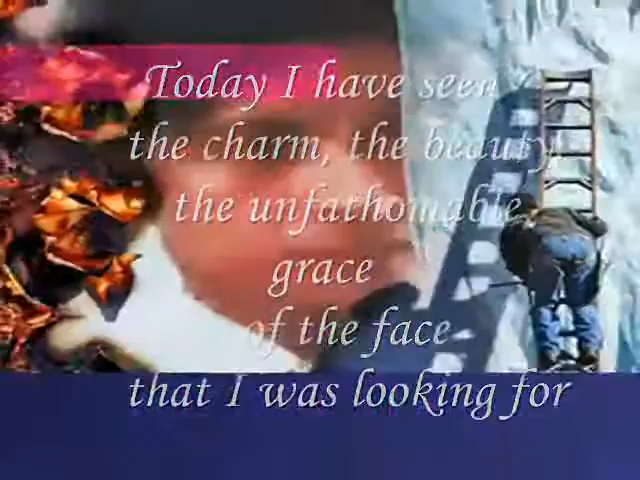 Today I have seen
the charm, the beauty,
the unfathomable
grace
of the face
that I was looking for